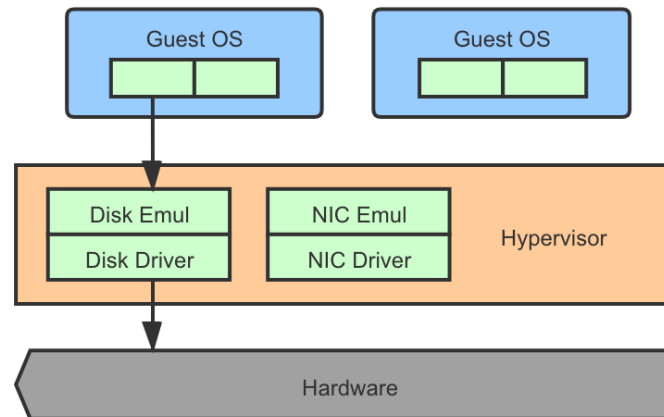 Guest OS
Guest OS
Disk Emul
NIC Emul
Hypervisor
Disk Driver
NIC Driver
Hardware